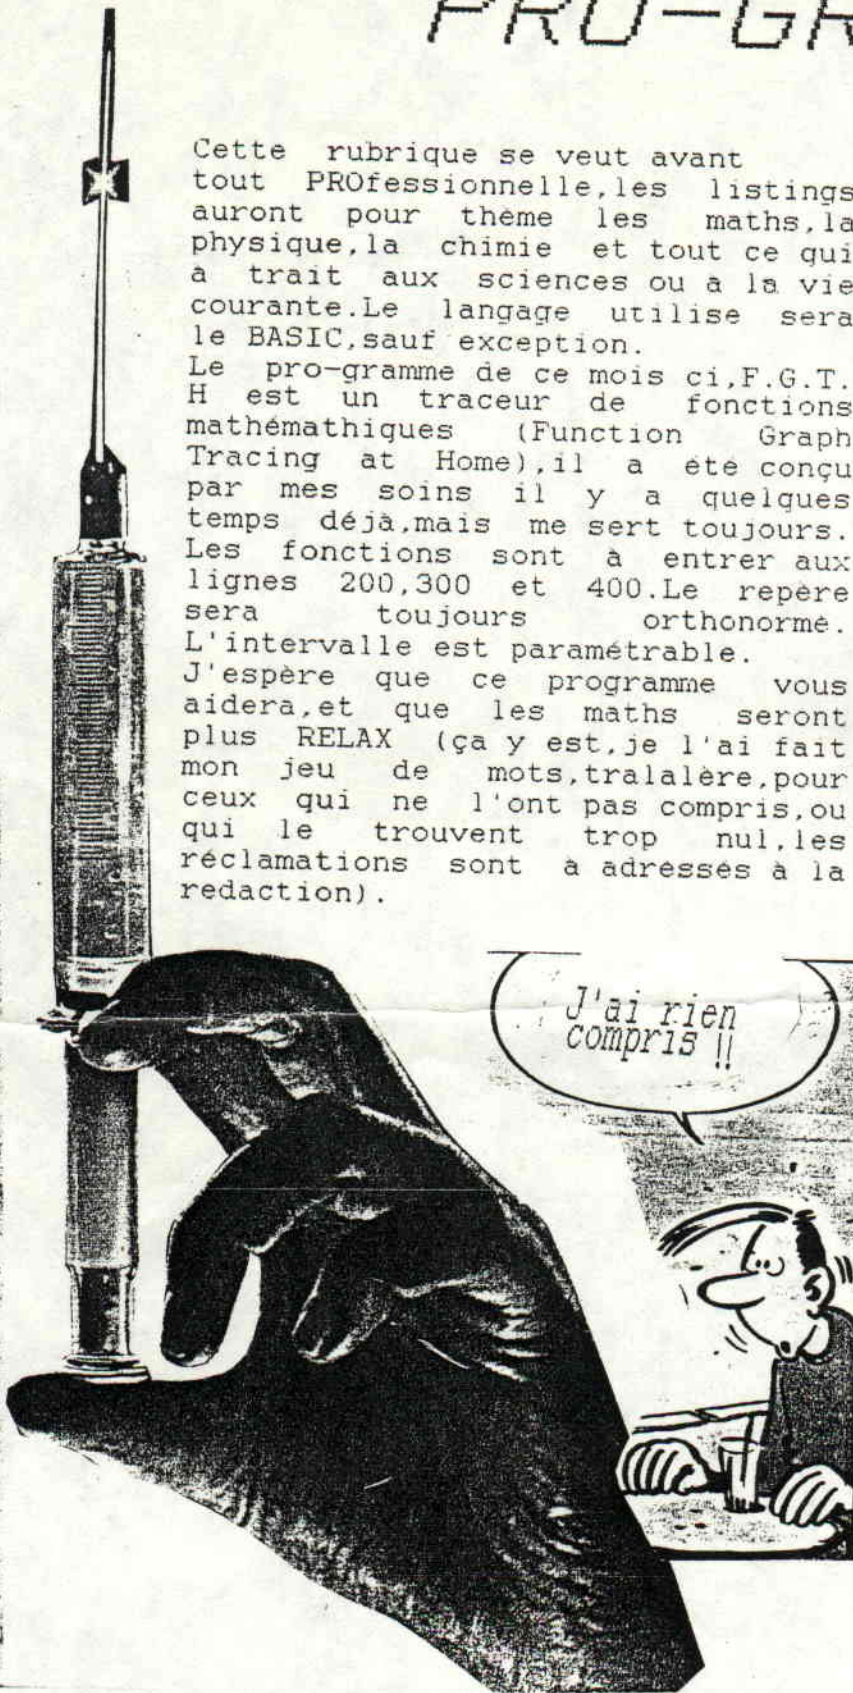 PRO-GR
Cette rubrique se veut avant
tout PROfessionnelle,les listings
auront pour thème les maths,la
physique,la chimie et tout ce qui
à trait aux sciences ou à la vie
courante.Le langage utilise sera
le BASIC,sauf exception.
Le pro-gramme de ce mois ci,F.G.T.
H est un traceur de fonctions
mathémathiques (Function Graph
Tracing at Home),il a été conçu
par mes soins il y a quelques
temps déjà,mais me sert toujours.
Les fonctions sont à entrer aux
lignes 200,300 et 400.Le repère
sera toujours orthonormé.
L'intervalle est paramétrable.
J'espère que ce programme vous
aidera,et que les maths seront
plus RELAX (ça y est,je l'ai fait
mon jeu de mots,tralalère,pour
ceux qui ne l'ont pas compris,ou
qui le trouvent trop nul,les
réclamations sont à adressés à la
redaction).
J'ai rien
compris !!